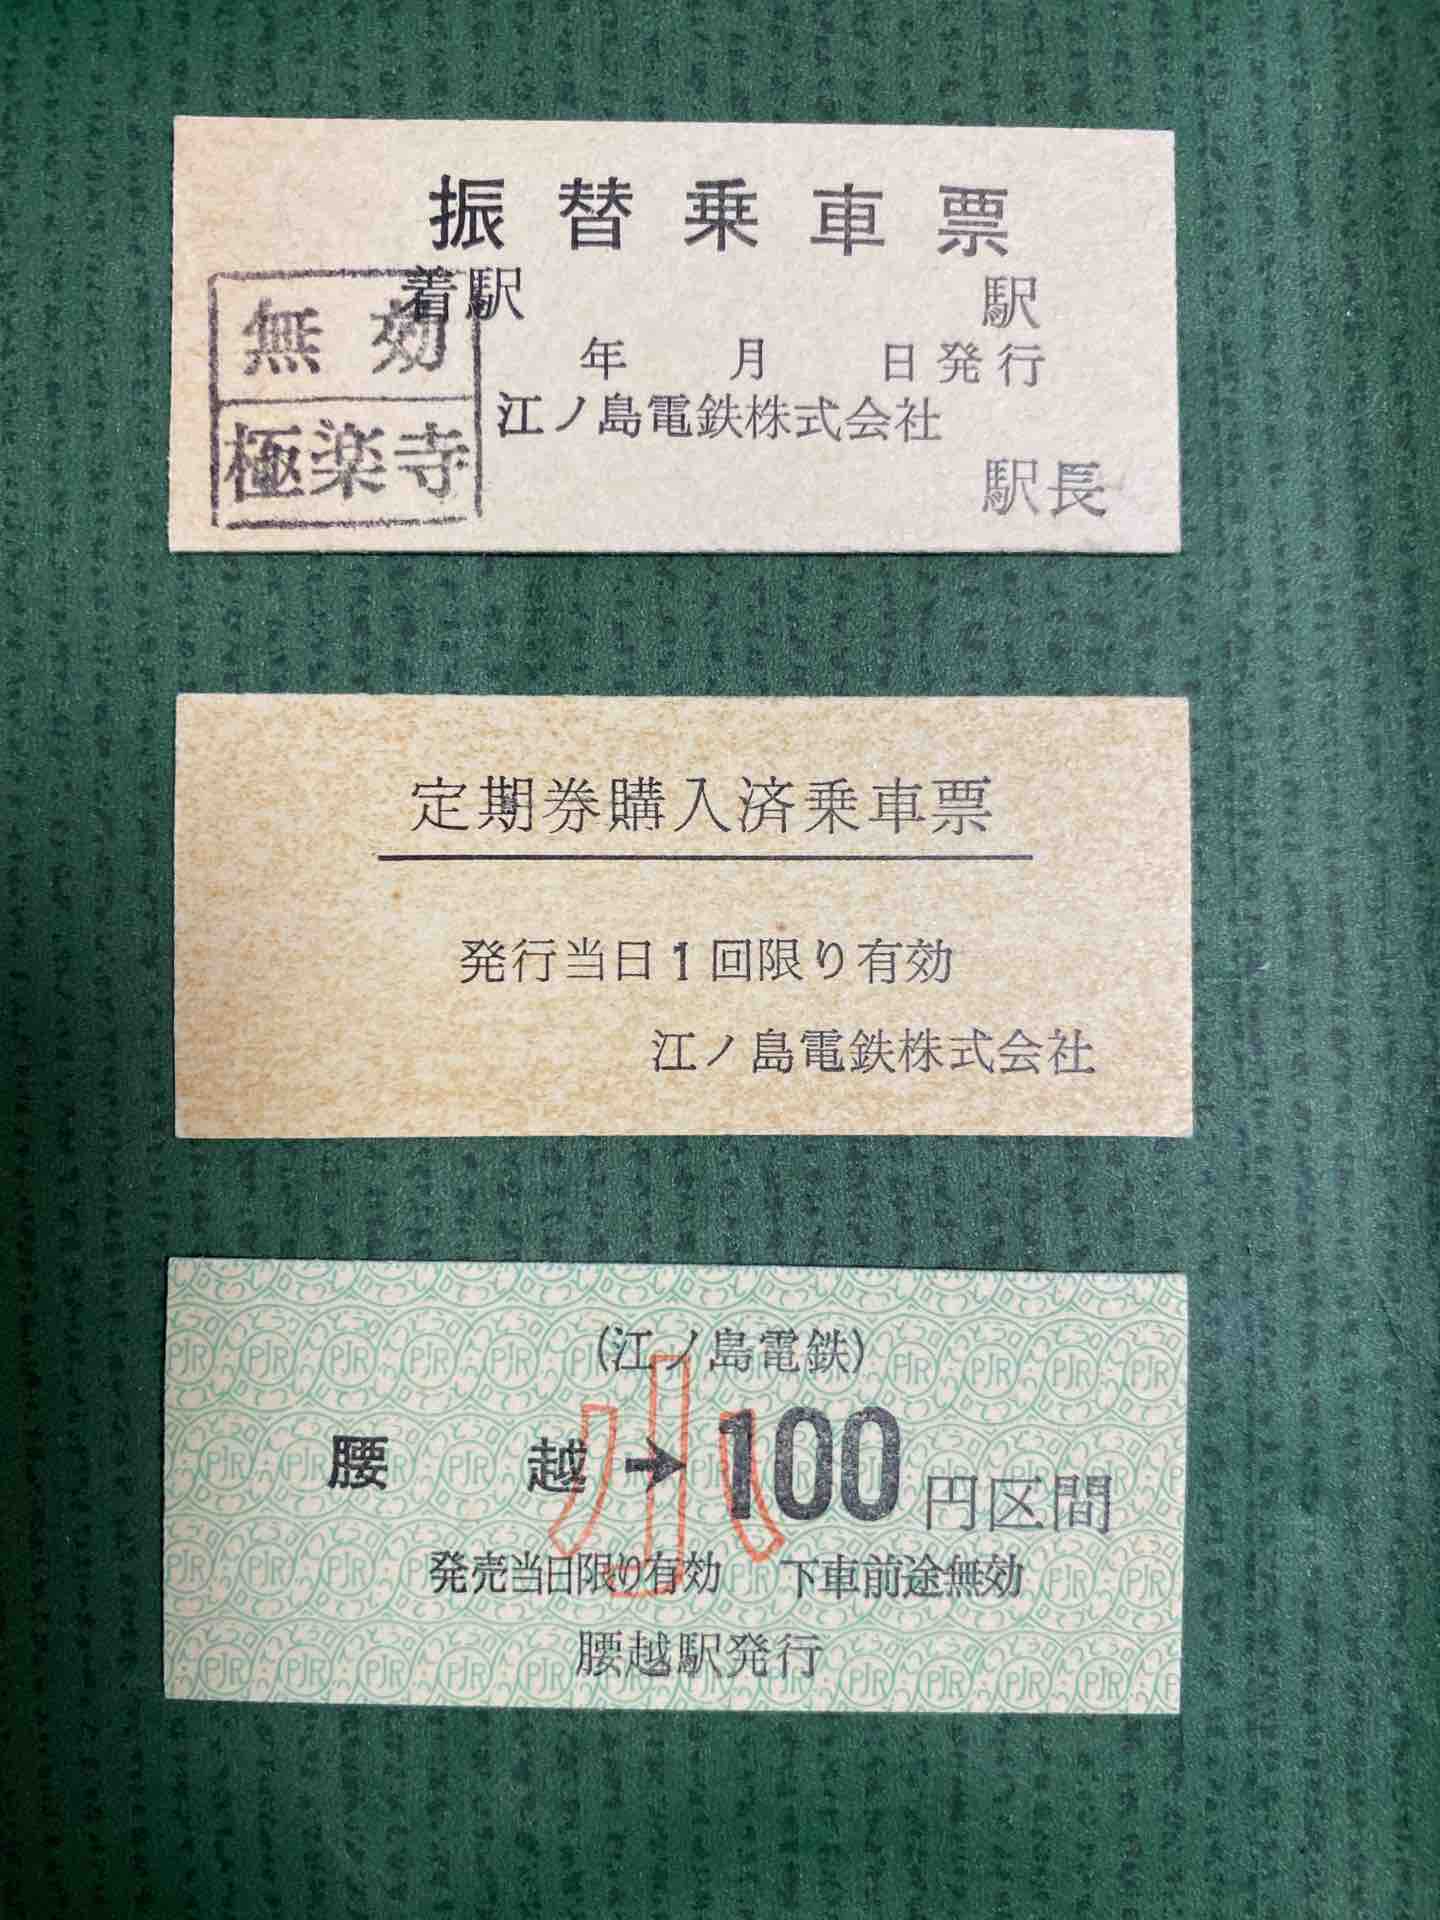 振替乗車票
着駅 駅
無効
年 月 日発行
江ノ島電鉄株式会社
極楽寺
駅長
定期券購入済乗車票
発行当日1回限り有効
江ノ島電鉄株式会社
(江ノ島電鉄)
小
腰越→100円区間
発売当日限り有効 下車前途無効
腰越駅発行
PJR